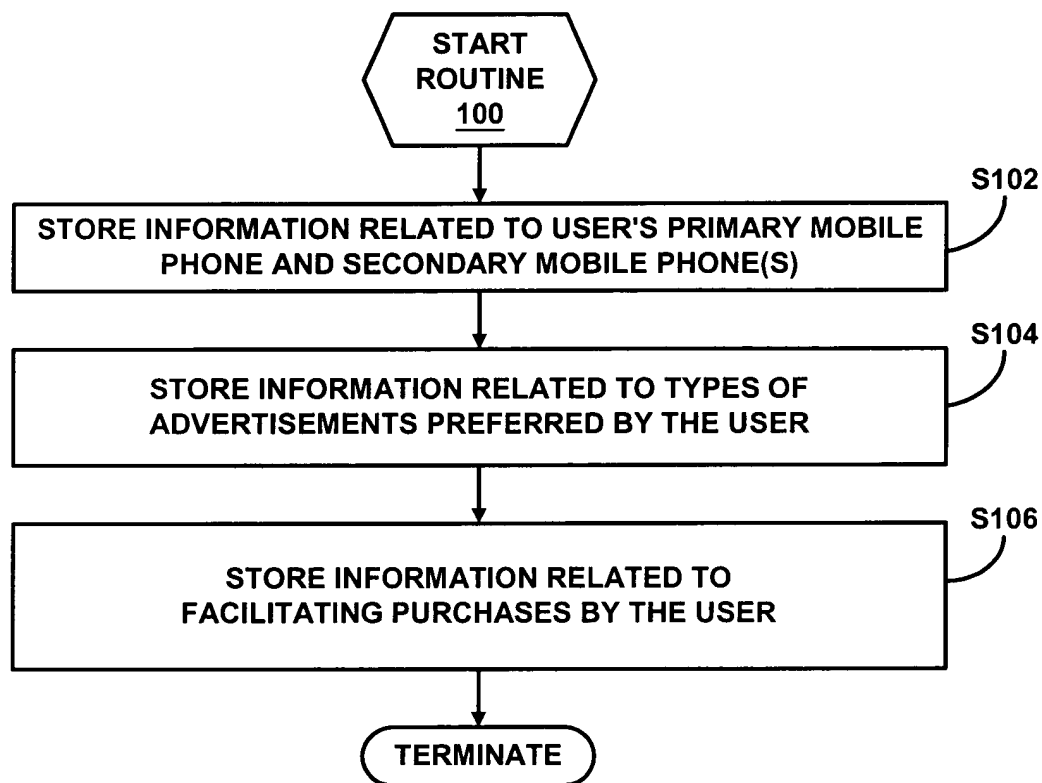 START
ROUTINE
100
S102
STORE INFORMATION RELATED TO USER'S PRIMARY MOBILE
PHONE AND SECONDARY MOBILE PHONE(S)
S104
STORE INFORMATION RELATED TO TYPES OF
ADVERTISEMENTS PREFERRED BY THE USER
S106
STORE INFORMATION RELATED TO
FACILITATING PURCHASES BY THE USER
TERMINATE